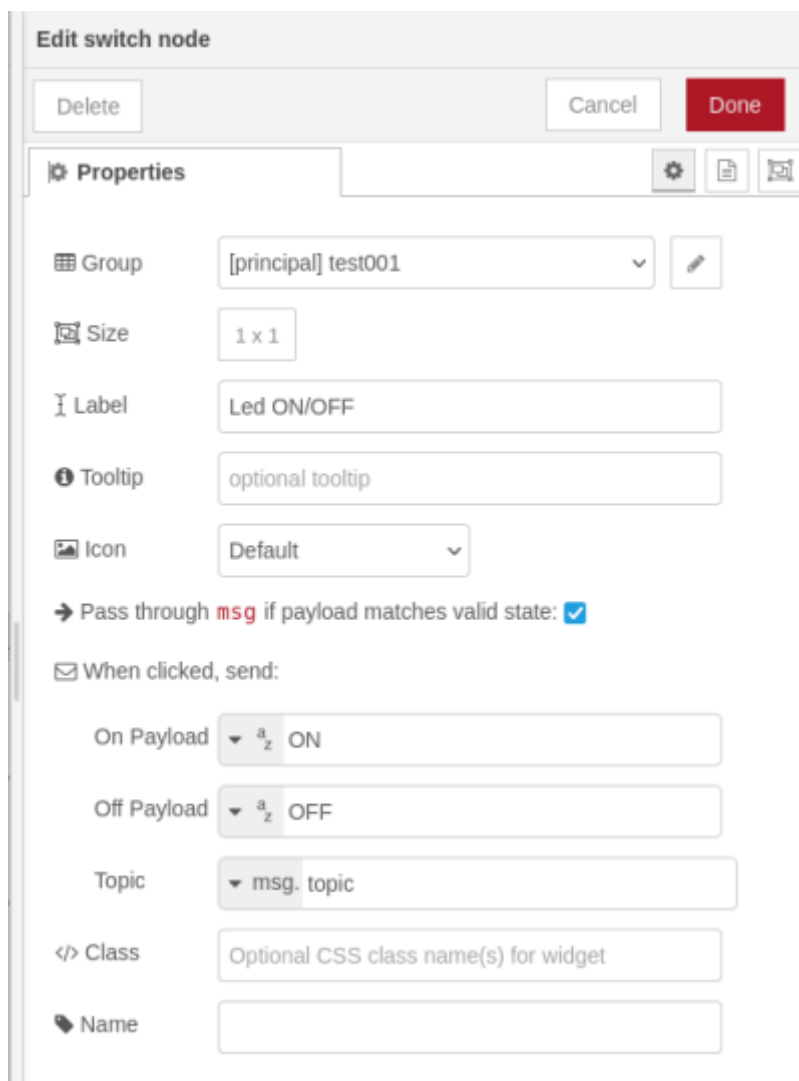 Edit switch node
Delete Cancel Done
Properties
Group [principal] test001
Size 1 x 1
Label Led ON/OFF
Tooltip optional tooltip
Icon Default
Pass through msg if payload matches valid state:
When clicked, send:
On Payload az ON
Off Payload az OFF
Topic msg. topic
</> Class Optional CSS class name(s) for widget
Name